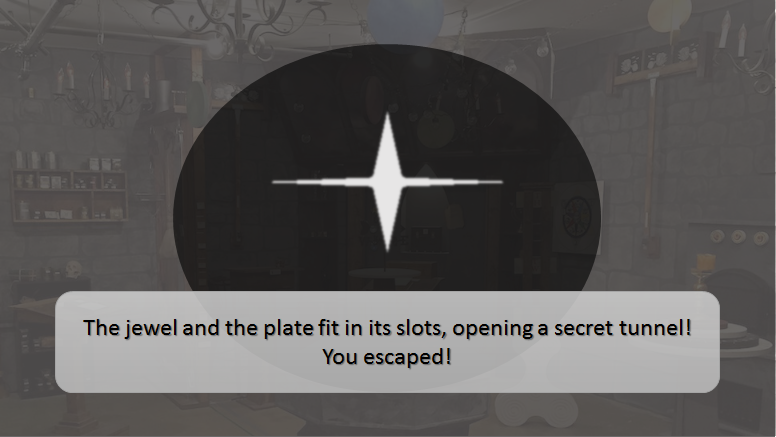 The jewel and the plate fit in its slots, opening a secret tunnel!
You escaped!